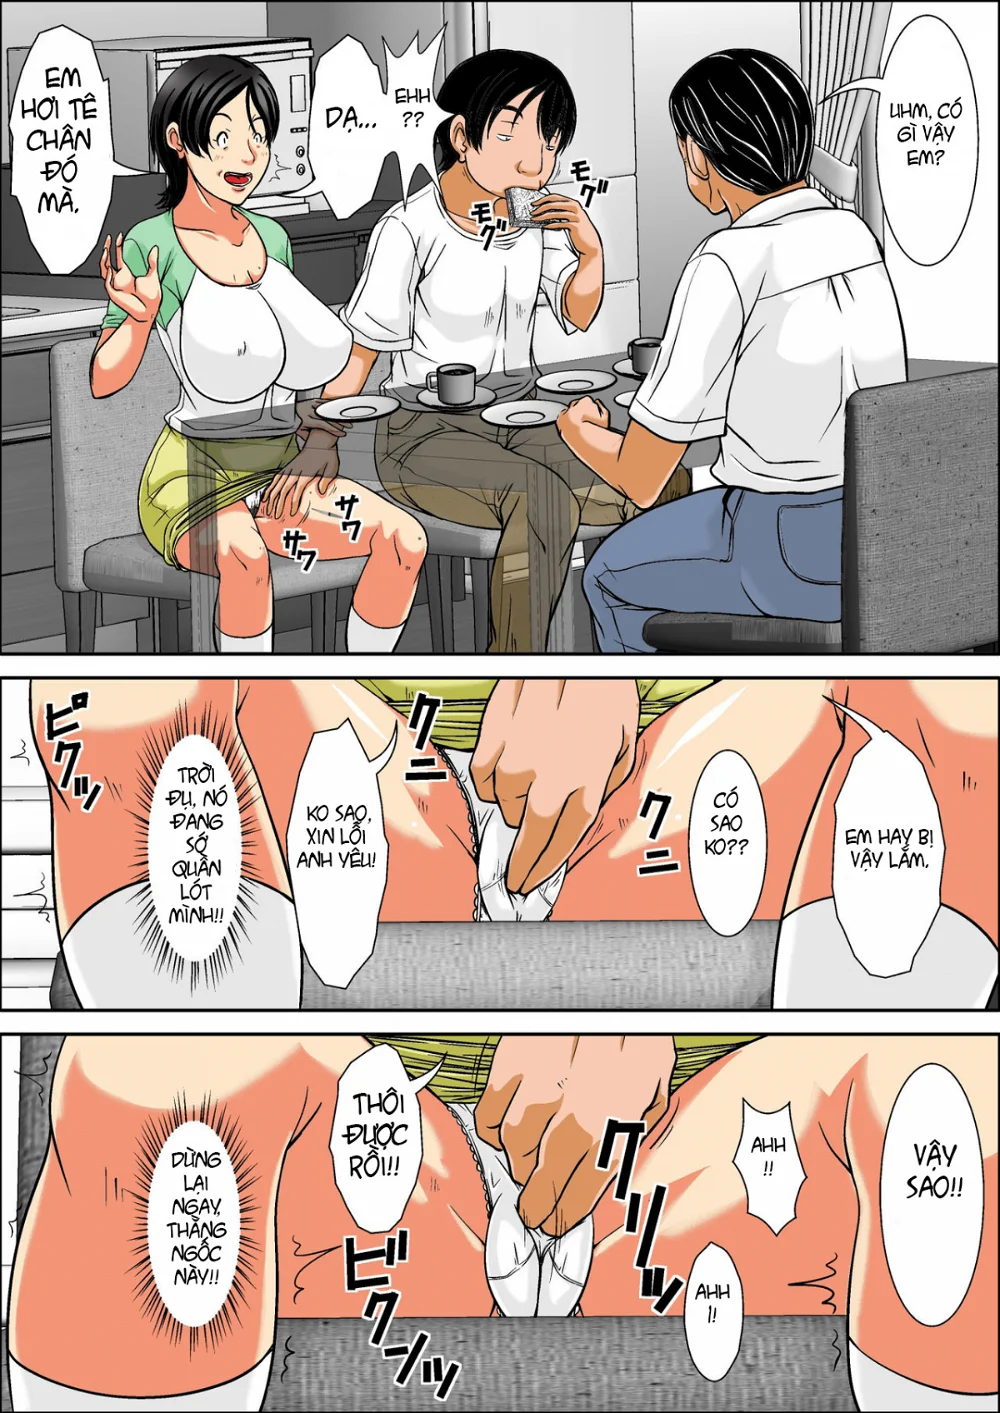 UHM, CÓ
GÌ VẬY
EM?
EHH
??
DẠ...
EM
HƠI TÊ
CHÂN
ĐÓ
MÀ.
モグッ
モグッ
サワ
サワ
EM HAY BỊ
VẬY LẮM.
CÓ
SAO
KO??
KO SAO,
XIN LỖI
ANH YÊU!
TRỜI
ĐỤ, NÓ
ĐANG
SỚ
QUẦN
LÓT
MÌNH!!
クニ
クニ
ピクッ
VẬY
SAO!!
AHH
!!
AHH
Ì!
THÔI
ĐƯỢC
RỒI!!
DỪNG
LẠI
NGAY,
THẰNG
NGỐC
NÀY!!
クリッ
ビクンッ